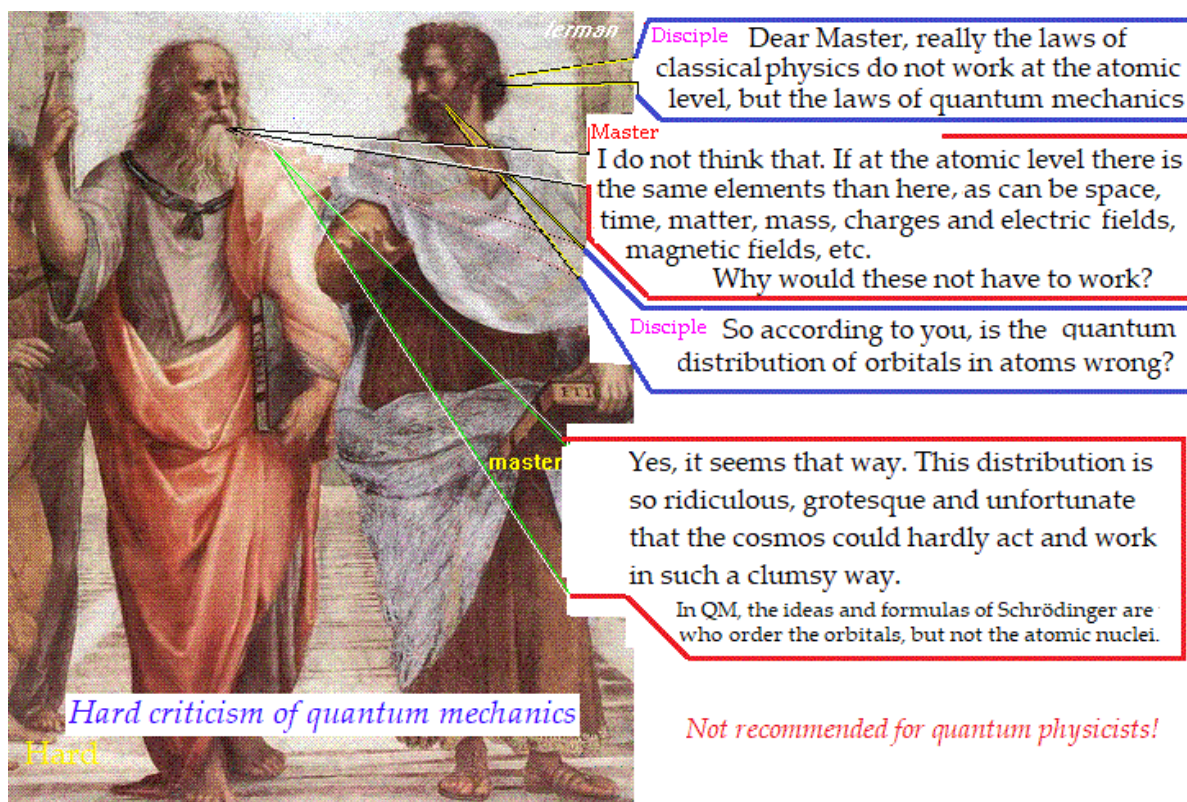 ferman
Disciple Dear Master, really the laws of
classical physics do not work at the atomic
level, but the laws of quantum mechanics
Master
I do not think that. If at the atomic level there is
the same elements than here, as can be space,
time, matter, mass, charges and electric fields,
magnetic fields, etc.
Why would these not have to work?
Disciple So according to you, is the quantum
distribution of orbitals in atoms wrong?
master
Yes, it seems that way. This distribution is
so ridiculous, grotesque and unfortunate
that the cosmos could hardly act and work
in such a clumsy way.
In QM, the ideas and formulas of Schrödinger are
who order the orbitals, but not the atomic nuclei.
Hard criticism of quantum mechanics
Hard
Not recommended for quantum physicists!